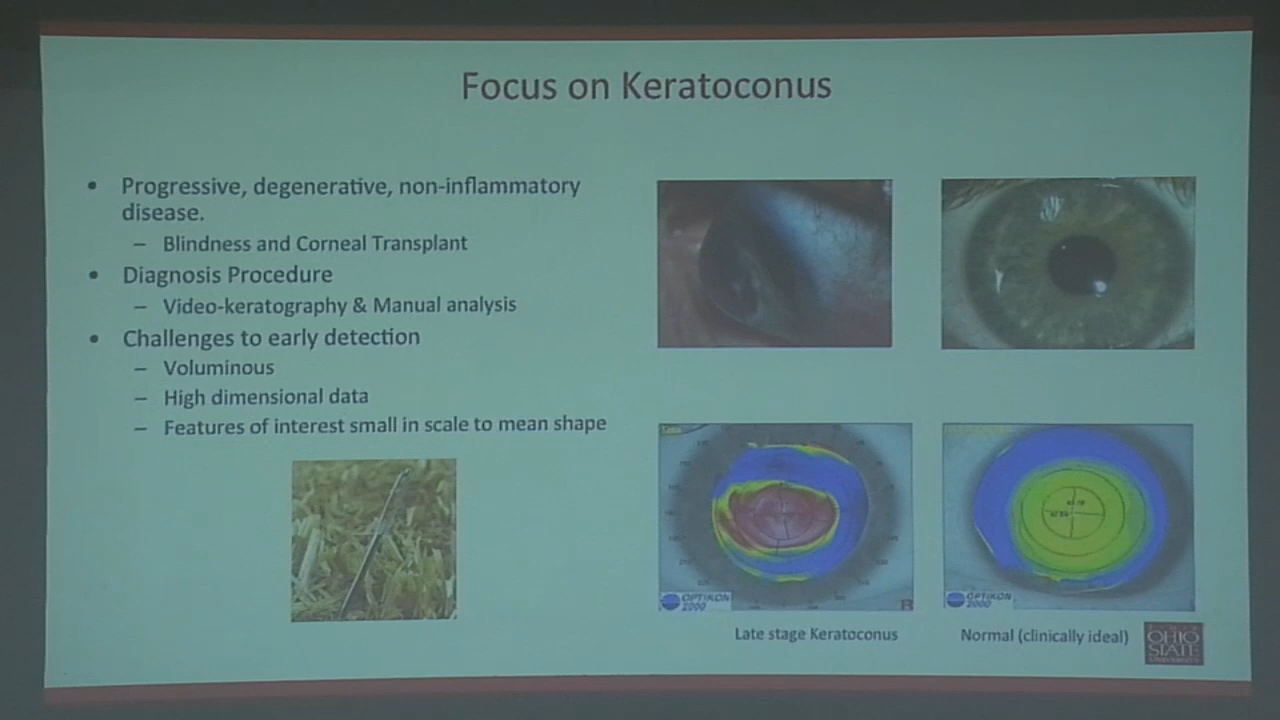 Focus on Keratoconus
• Progressive, degenerative, non-inflammatory
disease.
– Blindness and Corneal Transplant
• Diagnosis Procedure
– Video-keratography & Manual analysis
• Challenges to early detection
– Voluminous
– High dimensional data
– Features of interest small in scale to mean shape
OPTIKON
2000
R
OPTIKON
2000
Late stage Keratoconus
Normal (clinically ideal)
OHIO
STATE